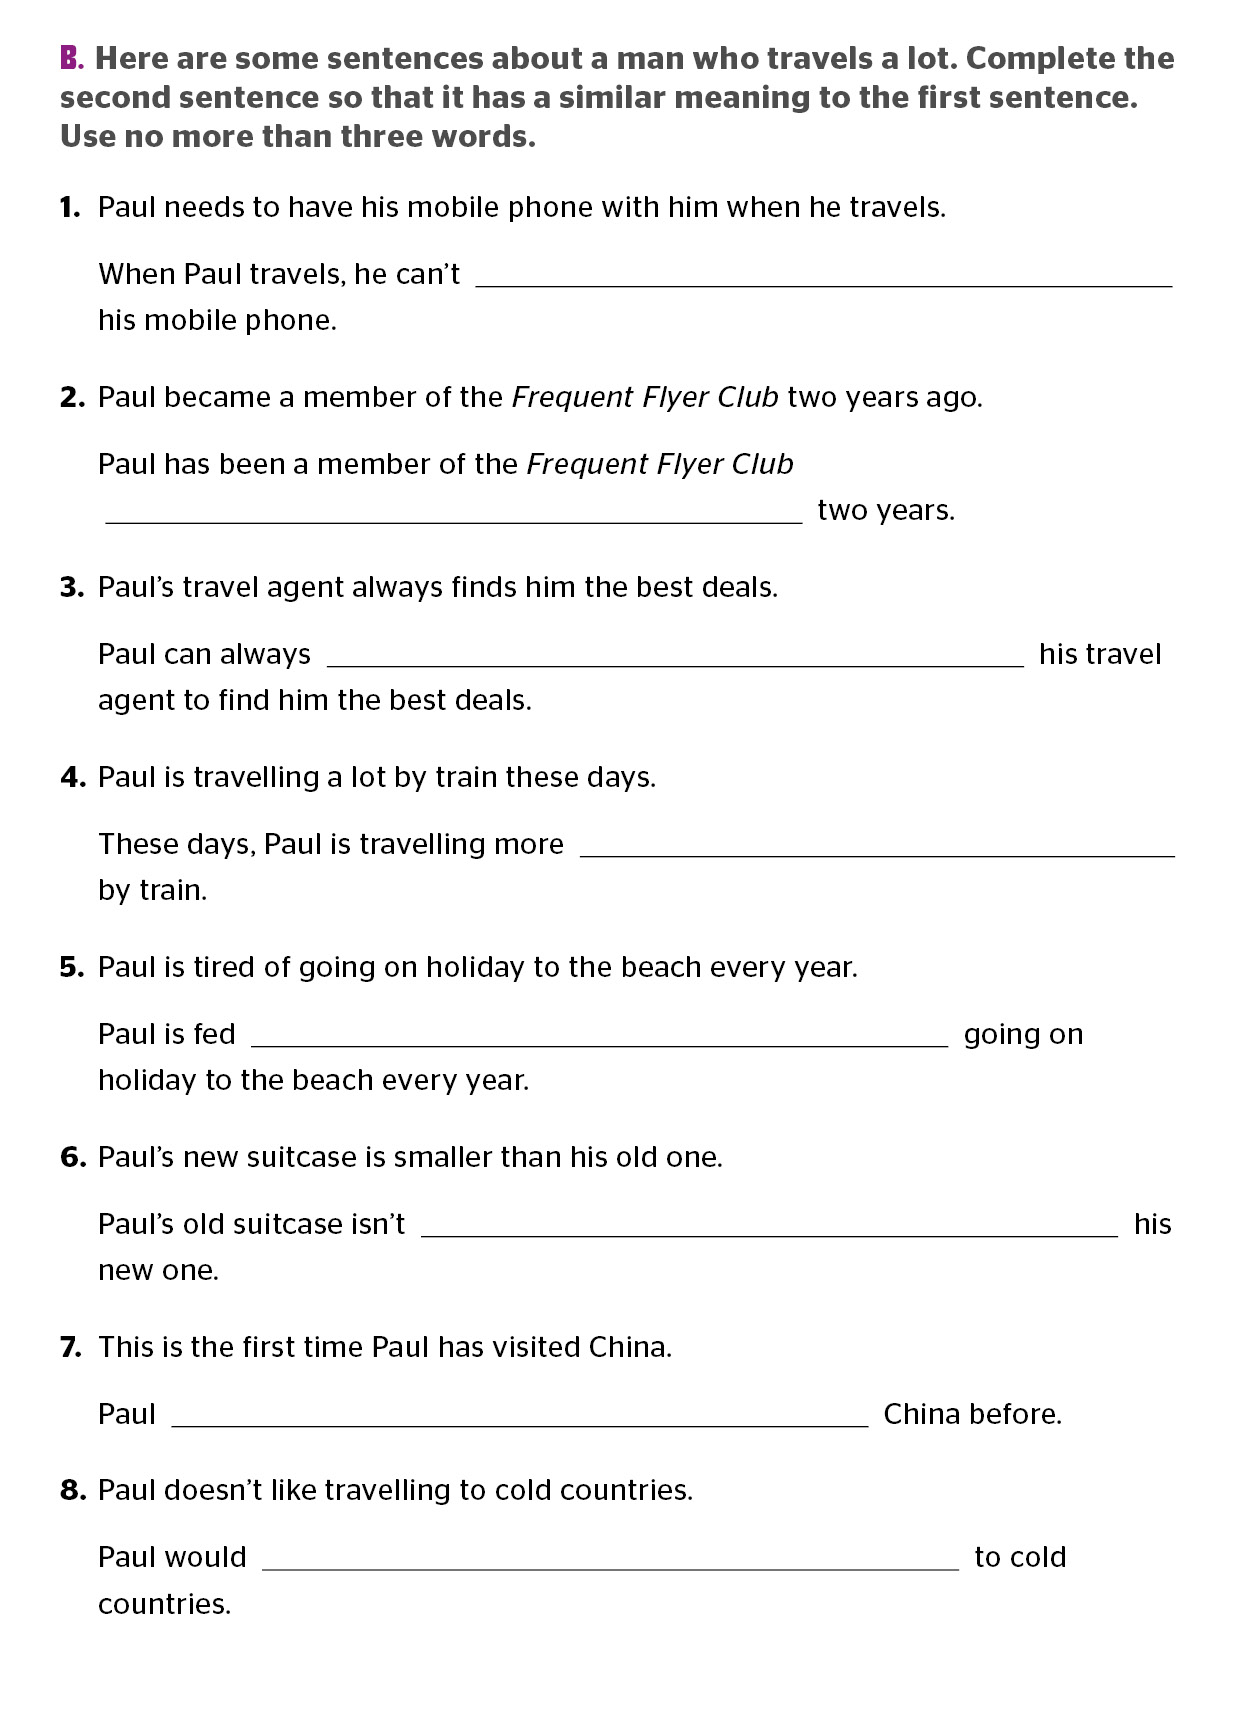 B. Here are some sentences about a man who travels a lot. Complete the
second sentence so that it has a similar meaning to the first sentence.
Use no more than three words.
1. Paul needs to have his mobile phone with him when he travels.
When Paul travels, he can’t ____________________
his mobile phone.
2. Paul became a member of the Frequent Flyer Club two years ago.
Paul has been a member of the Frequent Flyer Club
____________________ two years.
3. Paul’s travel agent always finds him the best deals.
Paul can always ____________________ his travel
agent to find him the best deals.
4. Paul is travelling a lot by train these days.
These days, Paul is travelling more ____________________
by train.
5. Paul is tired of going on holiday to the beach every year.
Paul is fed ____________________ going on
holiday to the beach every year.
6. Paul’s new suitcase is smaller than his old one.
Paul’s old suitcase isn’t ____________________ his
new one.
7. This is the first time Paul has visited China.
Paul ____________________ China before.
8. Paul doesn’t like travelling to cold countries.
Paul would ____________________ to cold
countries.